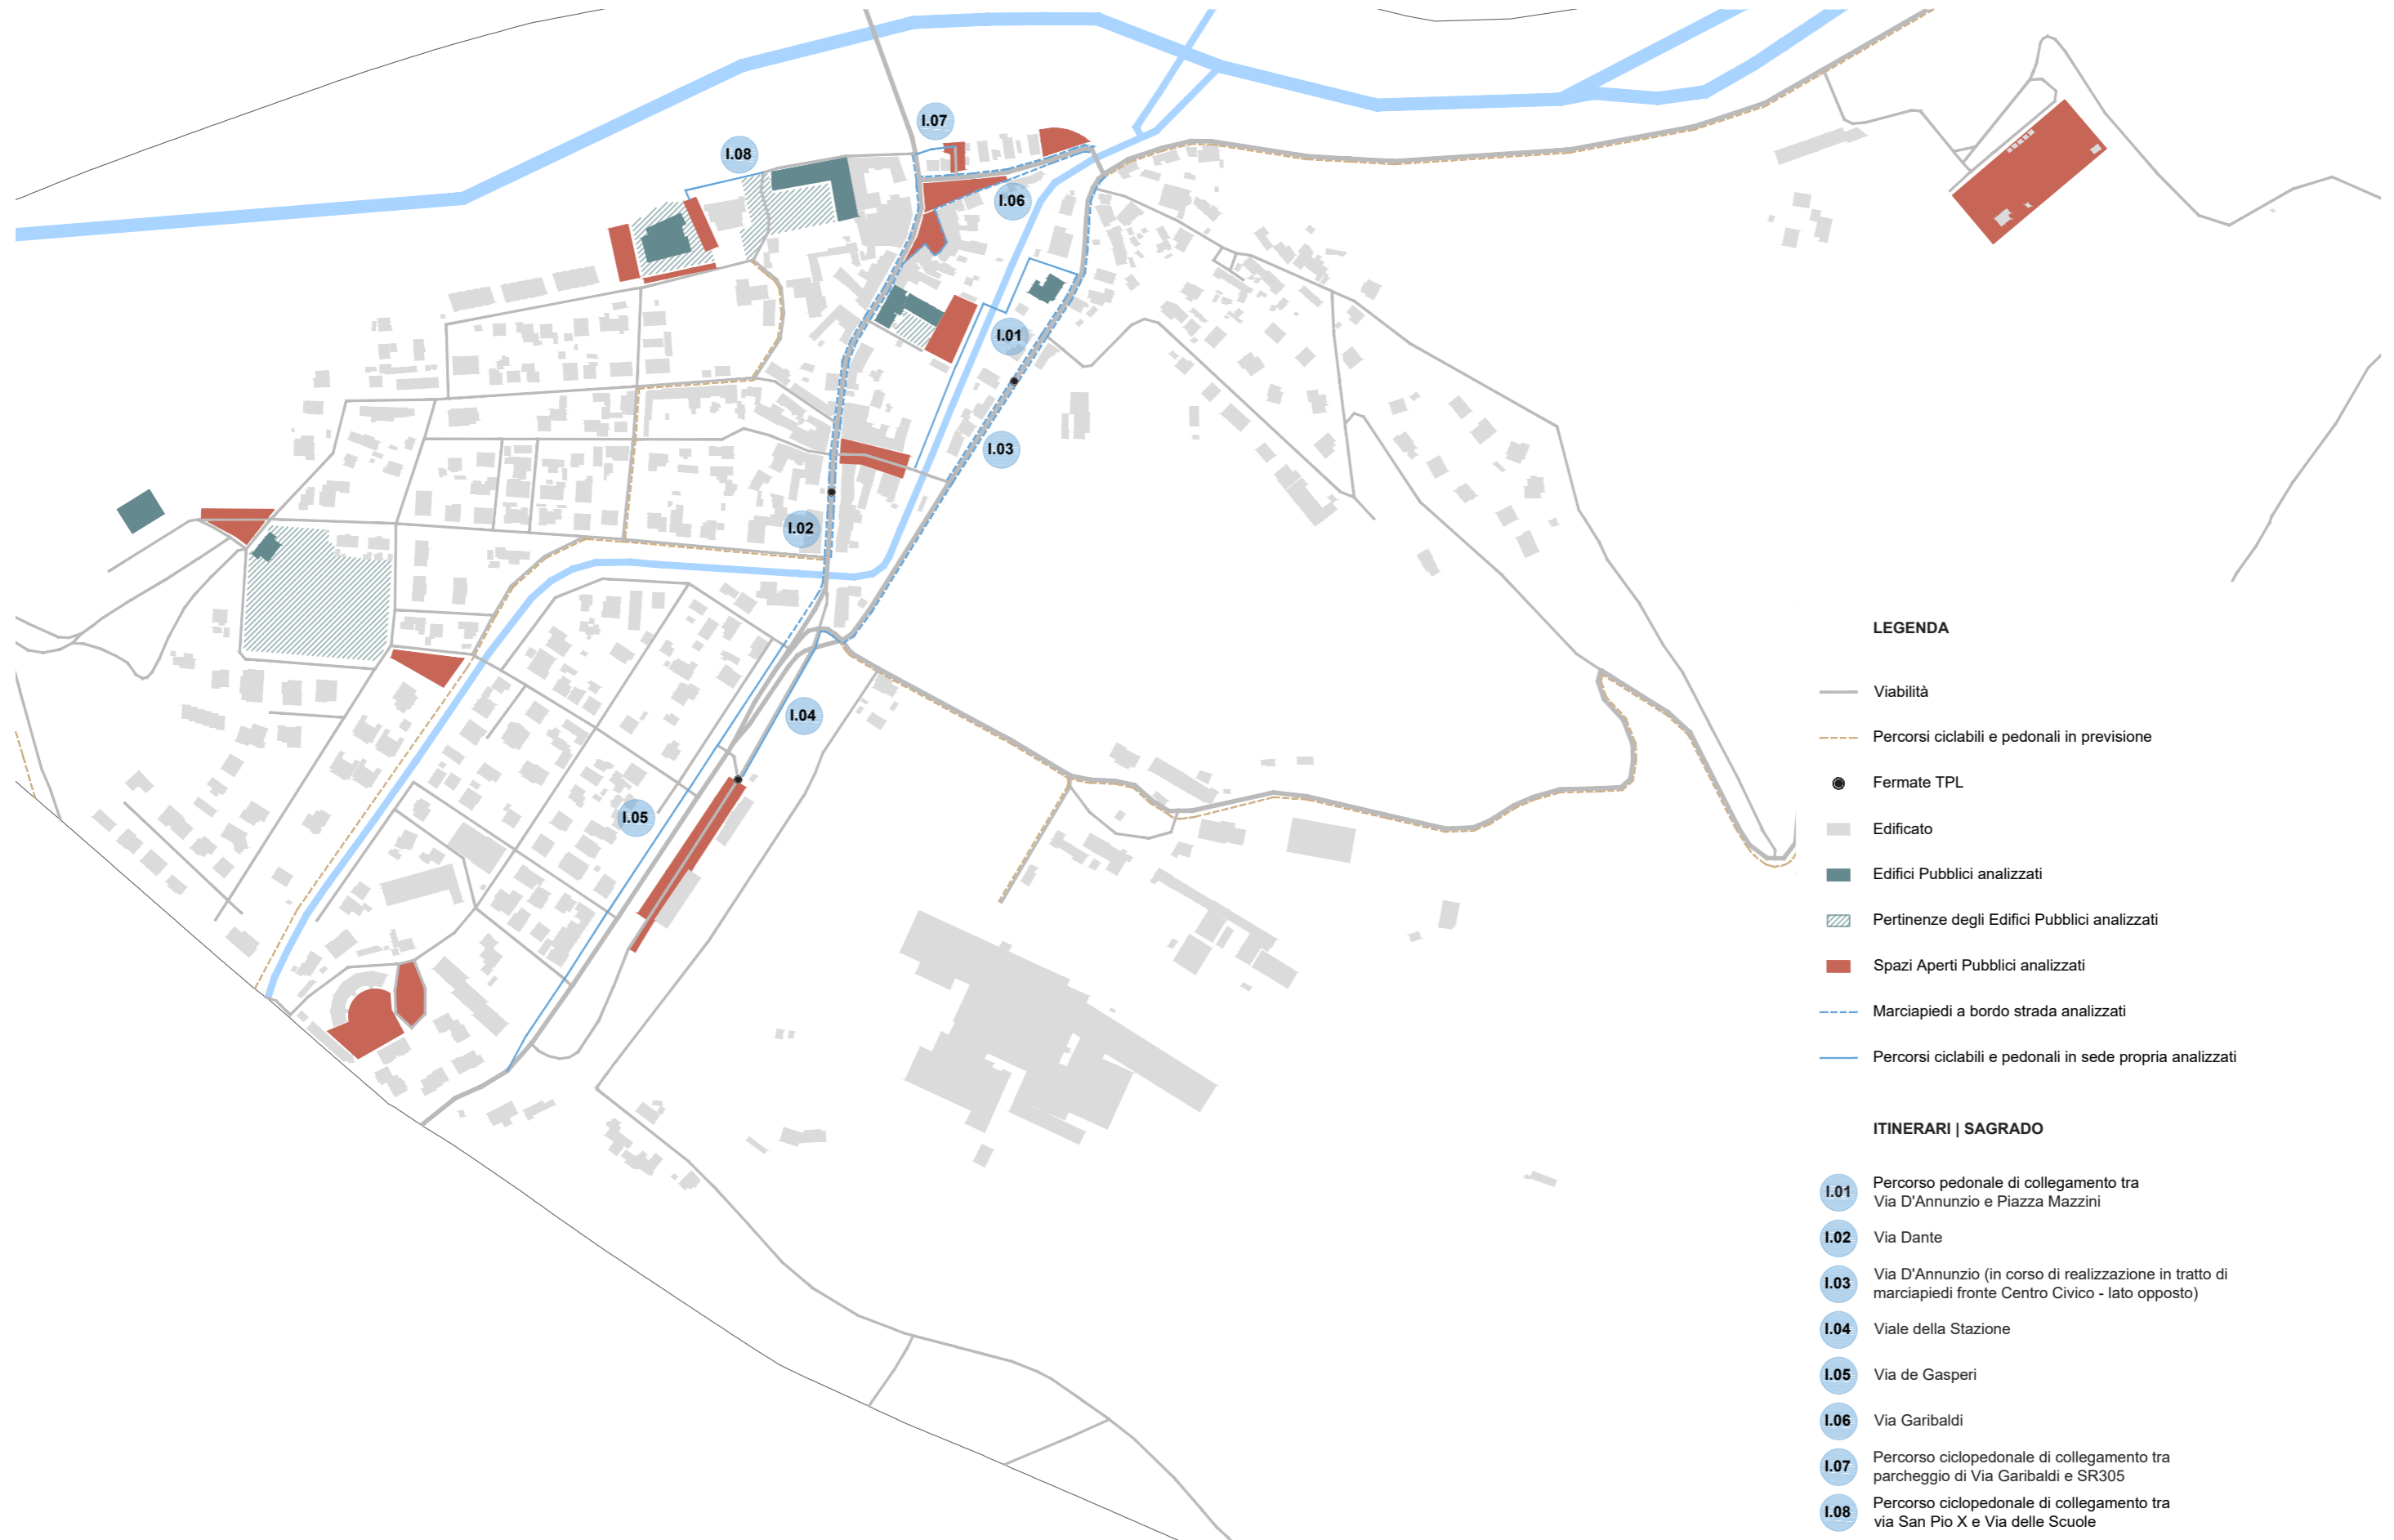 I.07
I.08
I.06
I.01
I.03
I.02
I.04
I.05
LEGENDA
Viabilità
Percorsi ciclabili e pedonali in previsione
Fermate TPL
Edificato
Edifici Pubblici analizzati
Pertinenze degli Edifici Pubblici analizzati
Spazi Aperti Pubblici analizzati
Marciapiedi a bordo strada analizzati
Percorsi ciclabili e pedonali in sede propria analizzati
ITINERARI | SAGRADO
I.01 Percorso pedonale di collegamento tra
Via D'Annunzio e Piazza Mazzini
I.02 Via Dante
I.03 Via D'Annunzio (in corso di realizzazione in tratto di
marciapiedi fronte Centro Civico - lato opposto)
I.04 Viale della Stazione
I.05 Via de Gasperi
I.06 Via Garibaldi
I.07 Percorso ciclopedonale di collegamento tra
parcheggio di Via Garibaldi e SR305
I.08 Percorso ciclopedonale di collegamento tra
via San Pio X e Via delle Scuole